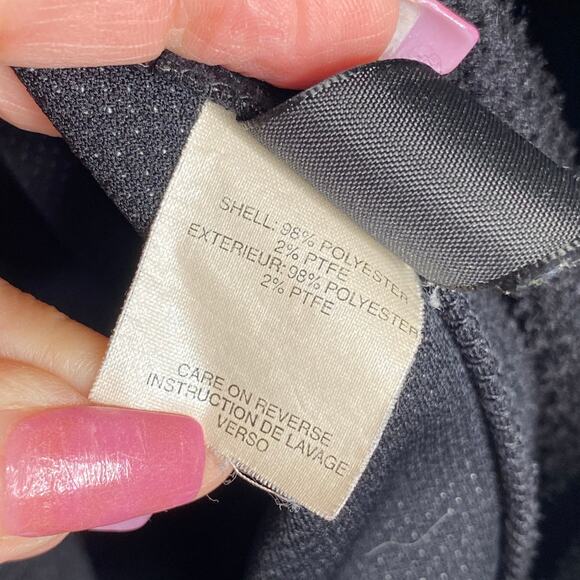 SHELL: 98% POLYESTER
2% PTFE
EXTERIEUR: 98% POLYESTER
2% PTFE
CARE ON REVERSE
INSTRUCTION DE LAVAGE
VERSO